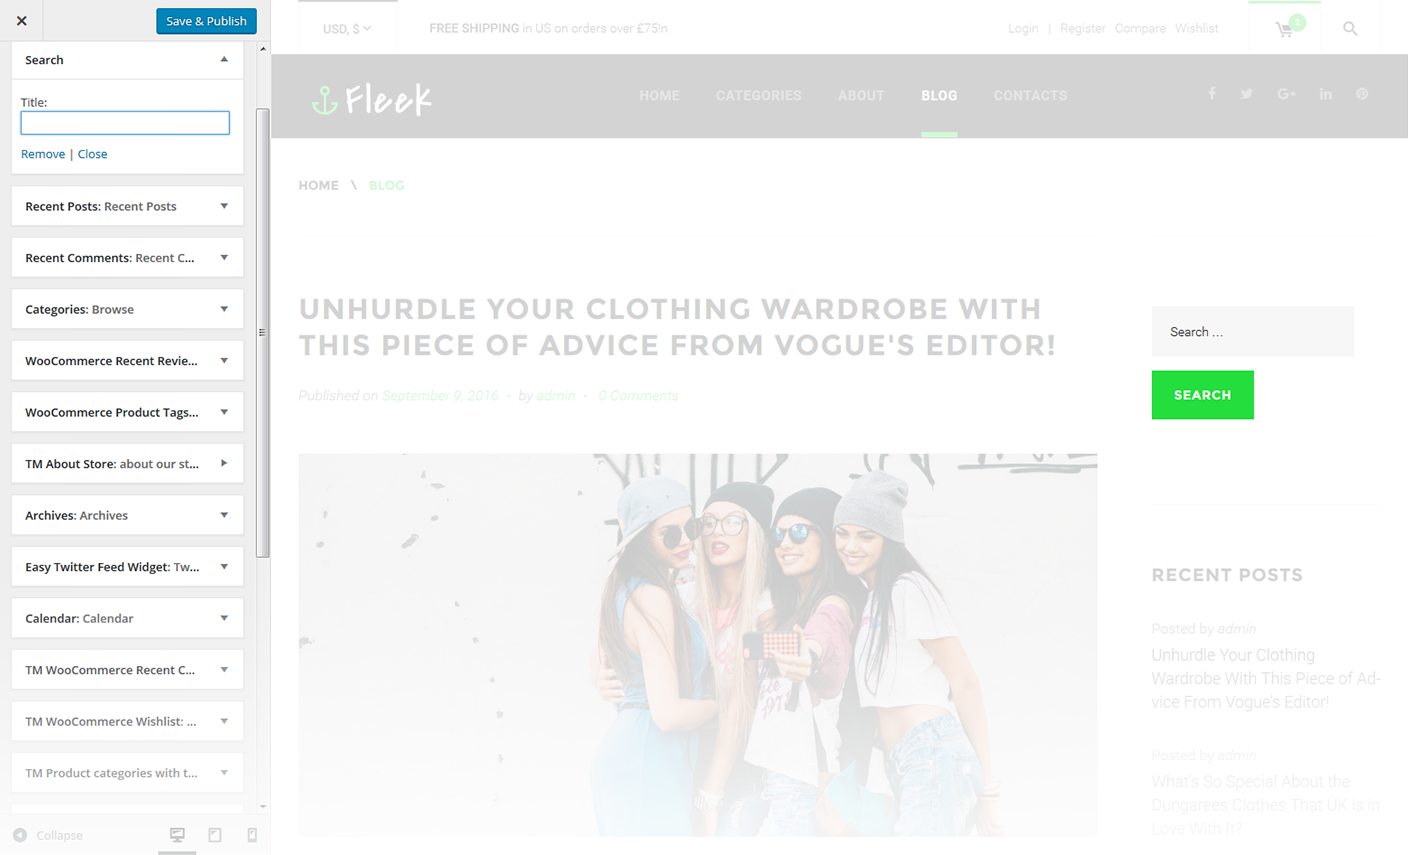 Save & Publish
Search
Title:
Remove | Close
Recent Posts: Recent Posts
Recent Comments: Recent C...
Categories: Browse
WooCommerce Recent Revie...
WooCommerce Product Tags...
TM About Store: about our st...
Archives: Archives
Easy Twitter Feed Widget: Tw...
Calendar: Calendar
TM WooCommerce Recent C...
TM WooCommerce Wishlist: ...
TM Product categories with t...
Collapse
USD, $
FREE SHIPPING in US on orders over £75!n
Login | Register Compare Wishlist
2
Fleek
HOME CATEGORIES ABOUT BLOG CONTACTS
HOME \ BLOG
UNHURDLE YOUR CLOTHING WARDROBE WITH
THIS PIECE OF ADVICE FROM VOGUE'S EDITOR!
Published on September 9, 2016 • by admin • 0 Comments
Search ...
SEARCH
RECENT POSTS
Posted by admin
Unhurdle Your Clothing
Wardrobe With This Piece of Ad-
vice From Vogue's Editor!
Posted by admin
What's So Special About the
Dungarees Clothes That UK is in
Love With It?